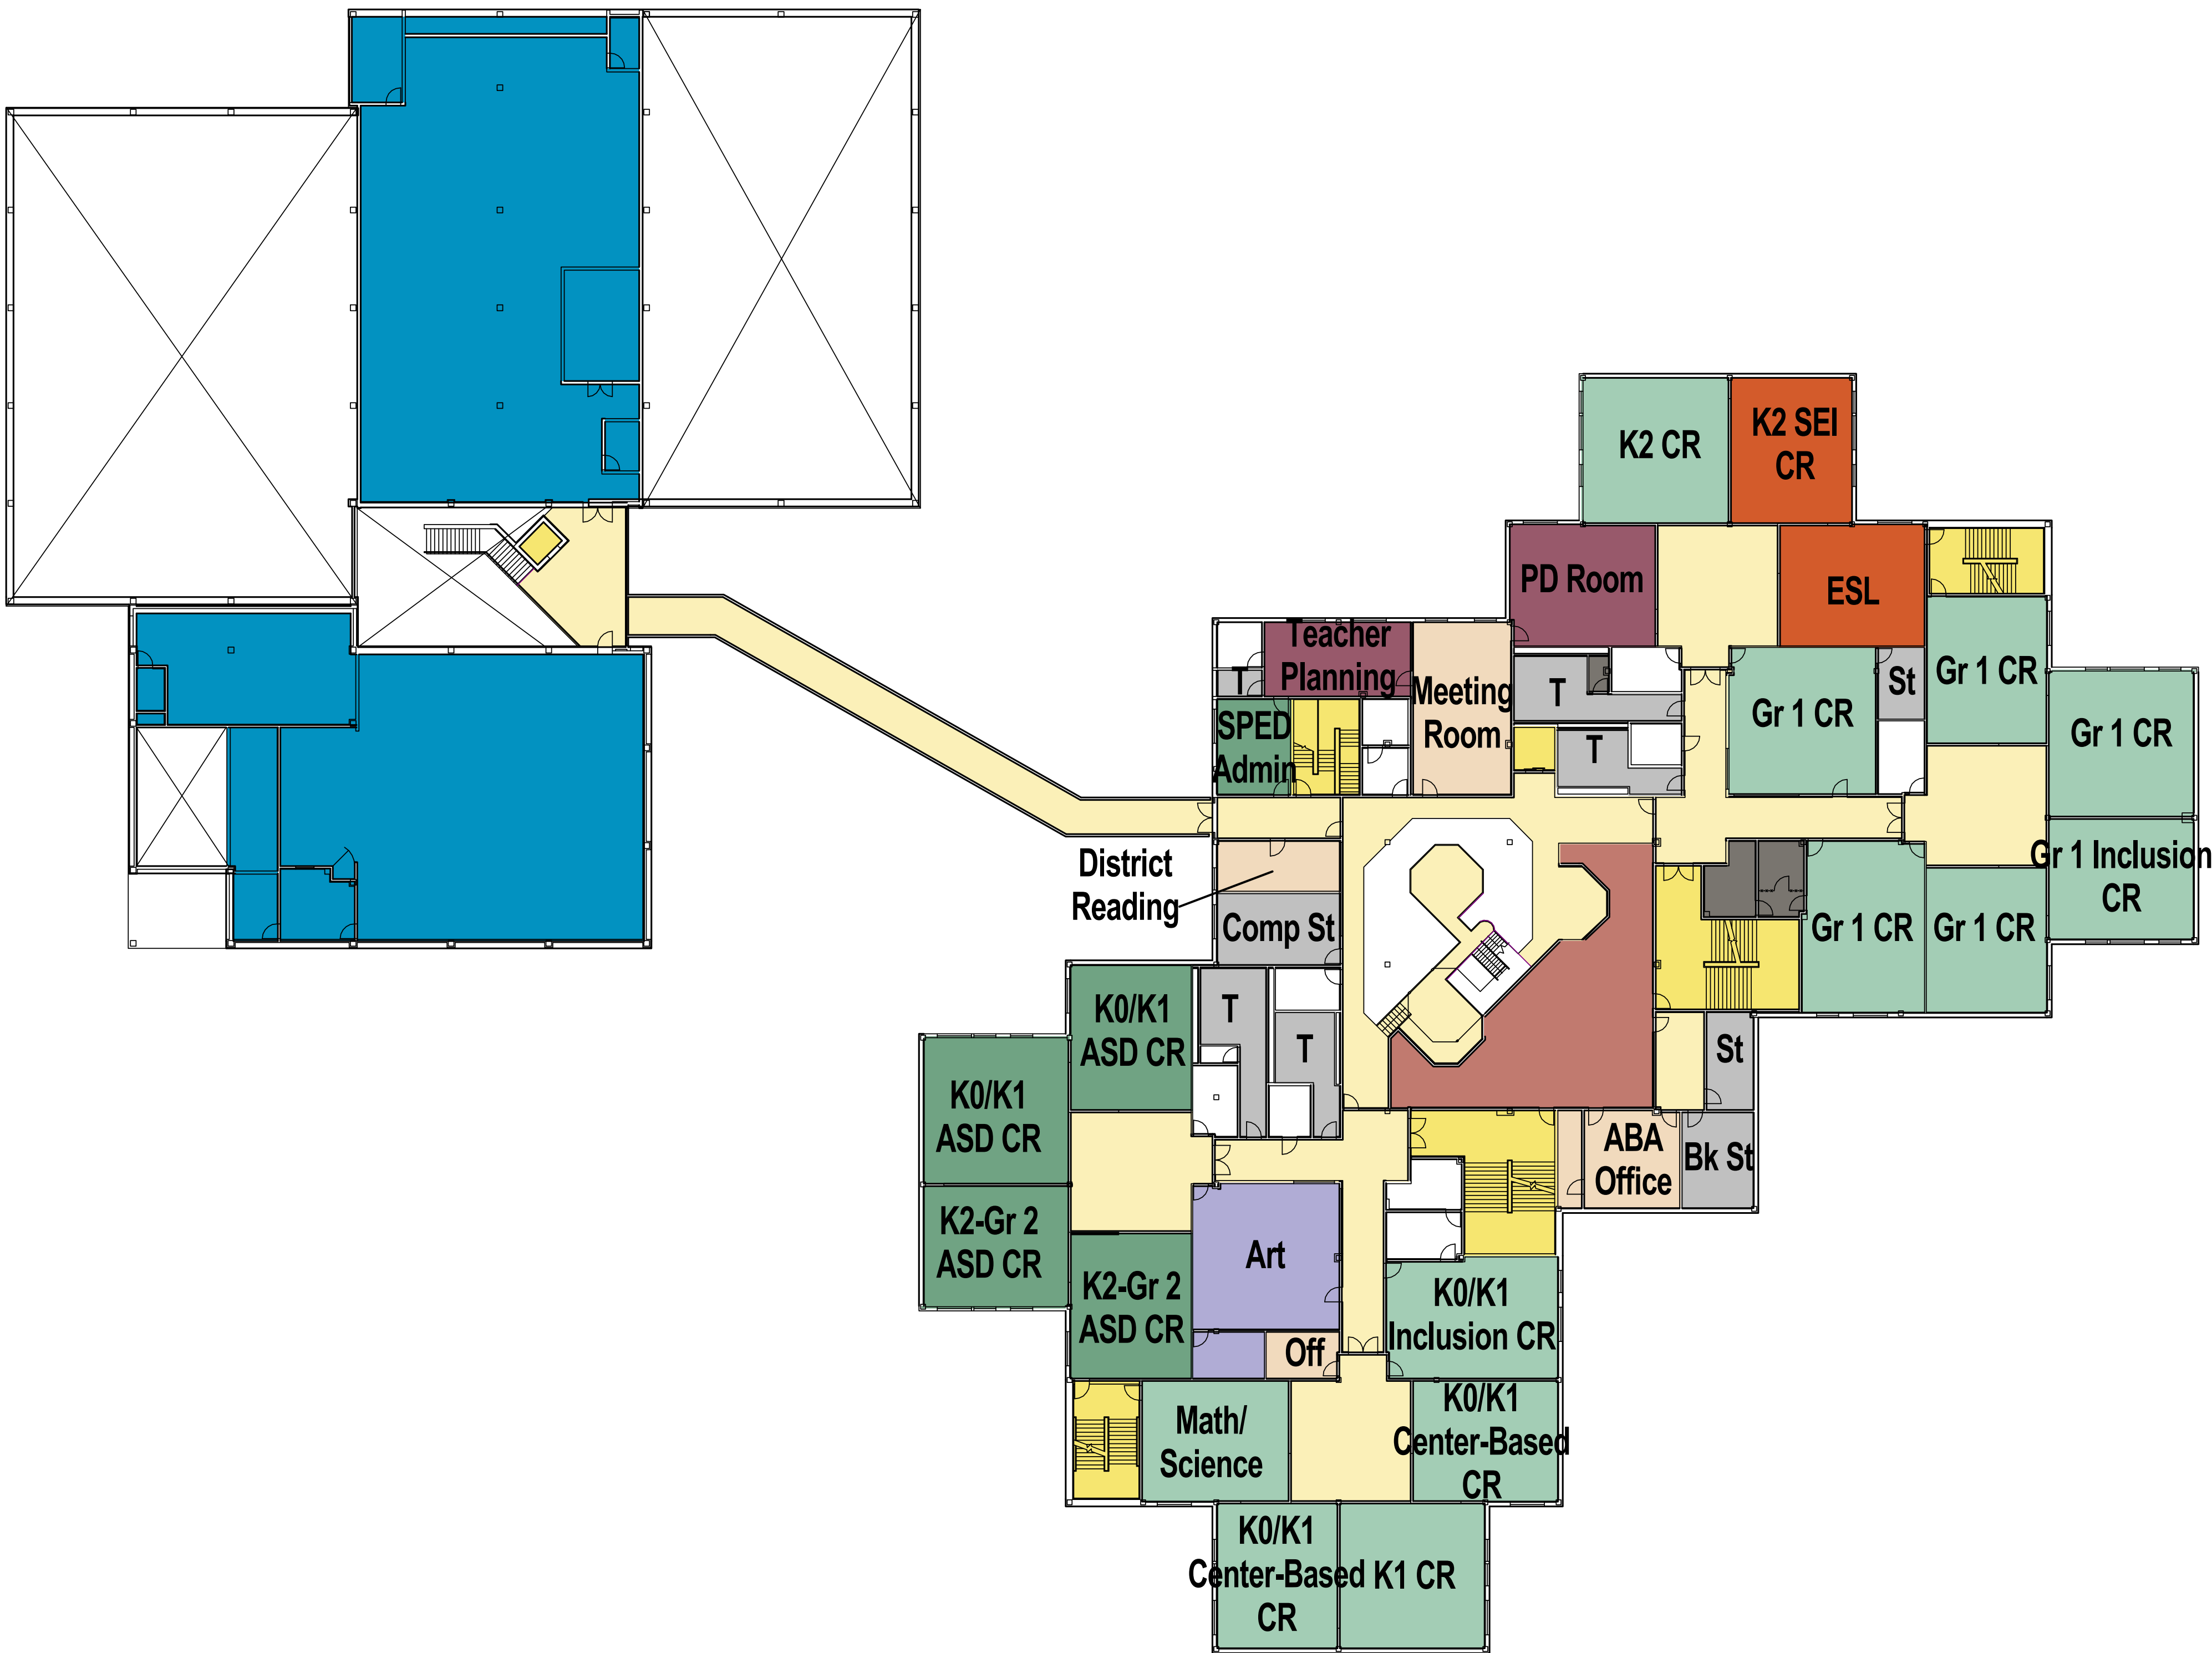 K2 CR
K2 SEI
CR
PD Room
ESL
Teacher
Planning
T
Meeting
Room
T
Gr 1 CR
St
Gr 1 CR
Gr 1 CR
SPED
Admin
T
District
Reading
Comp St
Gr 1 CR
Gr 1 CR
Gr 1 Inclusion
CR
K0/K1
ASD CR
T
T
St
K0/K1
ASD CR
ABA
Office
Bk St
K2-Gr 2
ASD CR
K2-Gr 2
ASD CR
Art
Off
K0/K1
Inclusion CR
Math/
Science
K0/K1
Center-Based
CR
K0/K1
Center-Based
CR
K1 CR